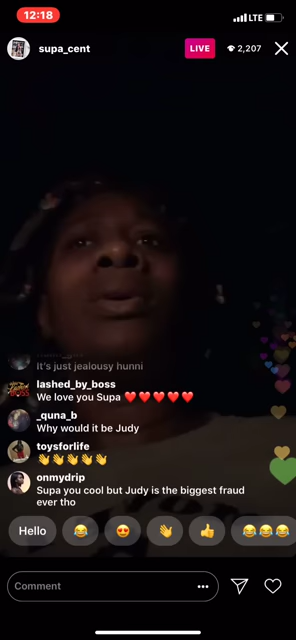 12:18
LTE
supa_cent
LIVE
2,207
It's just jealousy hunni
lashed_by_boss
We love you Supa ❤️❤️❤️❤️❤️
_quna_b
Why would it be Judy
toysforlife
👋👋👋👋👋
onmydrip
Supa you cool but Judy is the biggest fraud
ever tho
Hello 😂 😍 👋 👍 😂😂😂
Comment